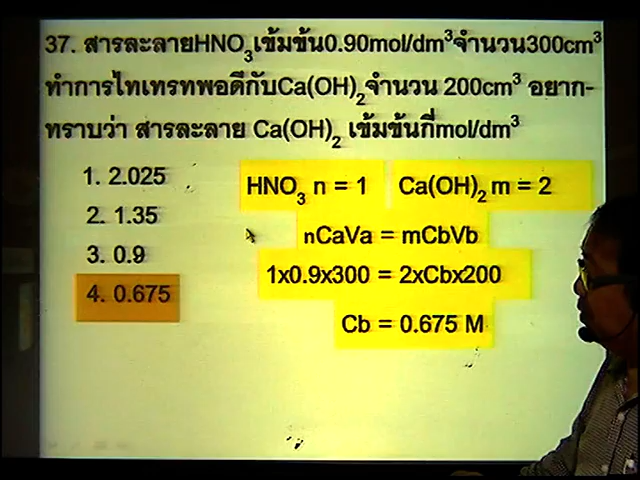 37. สารละลายHNO₃เข้มข้น0.90mol/dm³จำนวน300cm³
ทำการไทเทรทพอดีกับCa(OH)₂จำนวน 200cm³ อยาก-
ทราบว่า สารละลาย Ca(OH)₂ เข้มข้นกี่mol/dm³
1. 2.025
2. 1.35
3. 0.9
4. 0.675
HNO₃ n = 1
Ca(OH)₂ m = 2
nCaVa = mCbVb
1x0.9x300 = 2xCbx200
Cb = 0.675 M